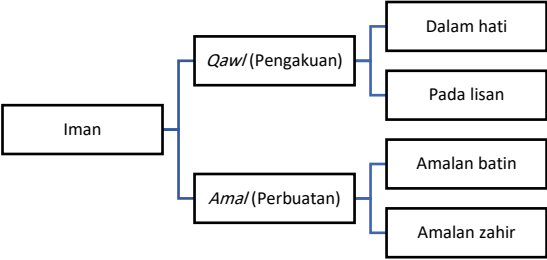 Dalam hati
Qawl (Pengakuan)
Pada lisan
Iman
Amalan batin
Amal (Perbuatan)
Amalan zahir